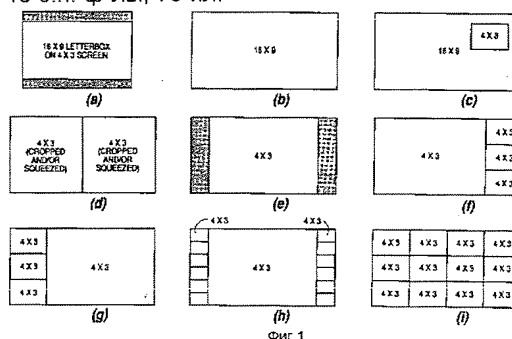 з.п. ф-лы, ил.
16 X 9 LETTERBOX
ON 4 X 3 SCREEN
(a)
16 X 9
(b)
4 X 3
16 X 9
(c)
4 X 3
(CROPPED
AND/OR
SQUEEZED)
4 X 3
(CROPPED
AND/OR
SQUEEZED)
(d)
4 X 3
(e)
4 X 3
4 X 3
4 X 3
4 X 3
(f)
4 X 3
4 X 3
4 X 3
4 X 3
(g)
4 X 3
4 X 3
4 X 3
(h)
4 X 3 4 X 3 4 X 3 4 X 3
4 X 3 4 X 3 4 X 3 4 X 3
4 X 3 4 X 3 4 X 3 4 X 3
(i)
Фиг 1